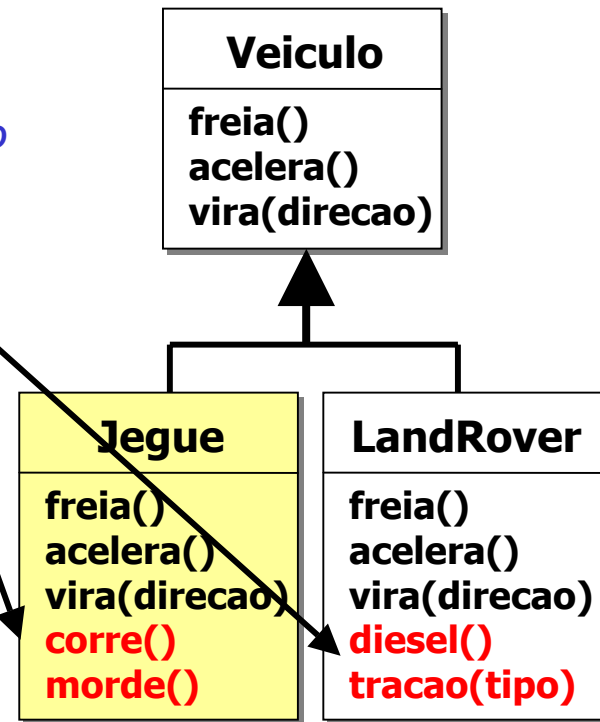 Veiculo
freia()
acelera()
vira(direcao)
o
Jegue
freia()
acelera()
vira(direcao)
corre()
morde()
LandRover
freia()
acelera()
vira(direcao)
diesel()
tracao(tipo)